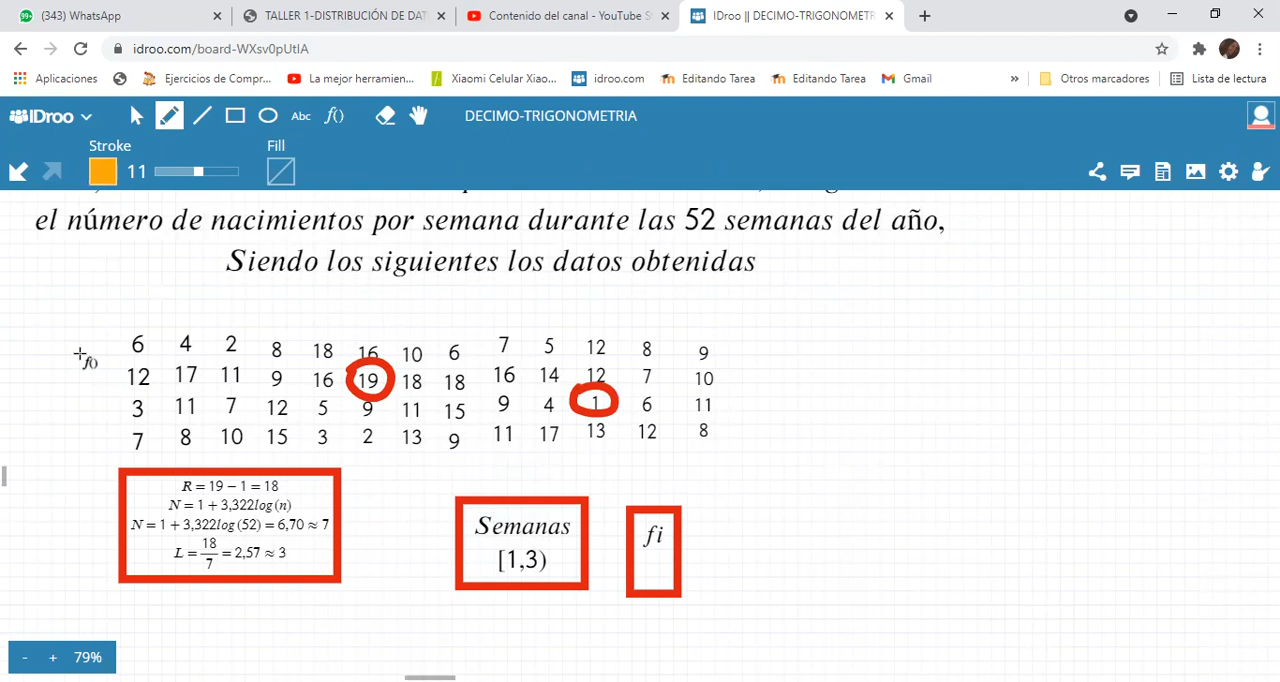 (343) WhatsApp
TALLER 1-DISTRIBUCIÓN DE DAT
Contenido del canal - YouTube S
IDroo || DECIMO-TRIGONOMETR
idroo.com/board-WXsv0pUtIA
Aplicaciones
Ejercicios de Compr...
La mejor herramien...
Xiaomi Celular Xiao...
idroo.com
Editando Tarea
Editando Tarea
Gmail
»
Otros marcadores
Lista de lectura
IDroo
Abc
f()
DECIMO-TRIGONOMETRIA
Stroke
Fill
11
el número de nacimientos por semana durante las 52 semanas del año,
Siendo los siguientes los datos obtenidas
6 4 2 8 18 16 10 6 7 5 12 8 9
12 17 11 9 16 19 18 18 16 14 12 7 10
3 11 7 12 5 9 11 15 9 4 1 6 11
7 8 10 15 3 2 13 9 11 17 13 12 8
R = 19 − 1 = 18
N = 1 + 3,322log(n)
N = 1 + 3,322log(52) = 6,70 ≈ 7
L = 18/7 = 2,57 ≈ 3
Semanas
[1,3)
fi
- + 79%